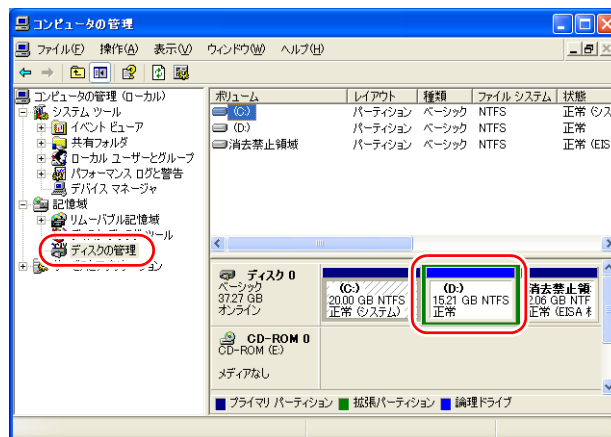 コンピュータの管理
ファイル(F) 操作(A) 表示(V) ウィンドウ(W) ヘルプ(H)
コンピュータの管理 (ローカル)
システム ツール
イベント ビューア
共有フォルダ
ローカル ユーザーとグループ
パフォーマンス ログと警告
デバイス マネージャ
記憶域
リムーバブル記憶域
ツール
ディスクの管理
ボリューム レイアウト 種類 ファイル システム 状態
(C:) パーティション ベーシック NTFS 正常 (シス
(D:) パーティション ベーシック NTFS 正常
消去禁止領域 パーティション ベーシック NTFS 正常 (EIS
ディスク 0
ベーシック
37.27 GB
オンライン
(C:)
20.00 GB NTFS
正常 (システム)
(D:)
15.21 GB NTFS
正常
消去禁止領
2.06 GB NTF
正常 (EISA
CD-ROM 0
CD-ROM (E:)
メディアなし
プライマリ パーティション 拡張パーティション 論理ドライブ